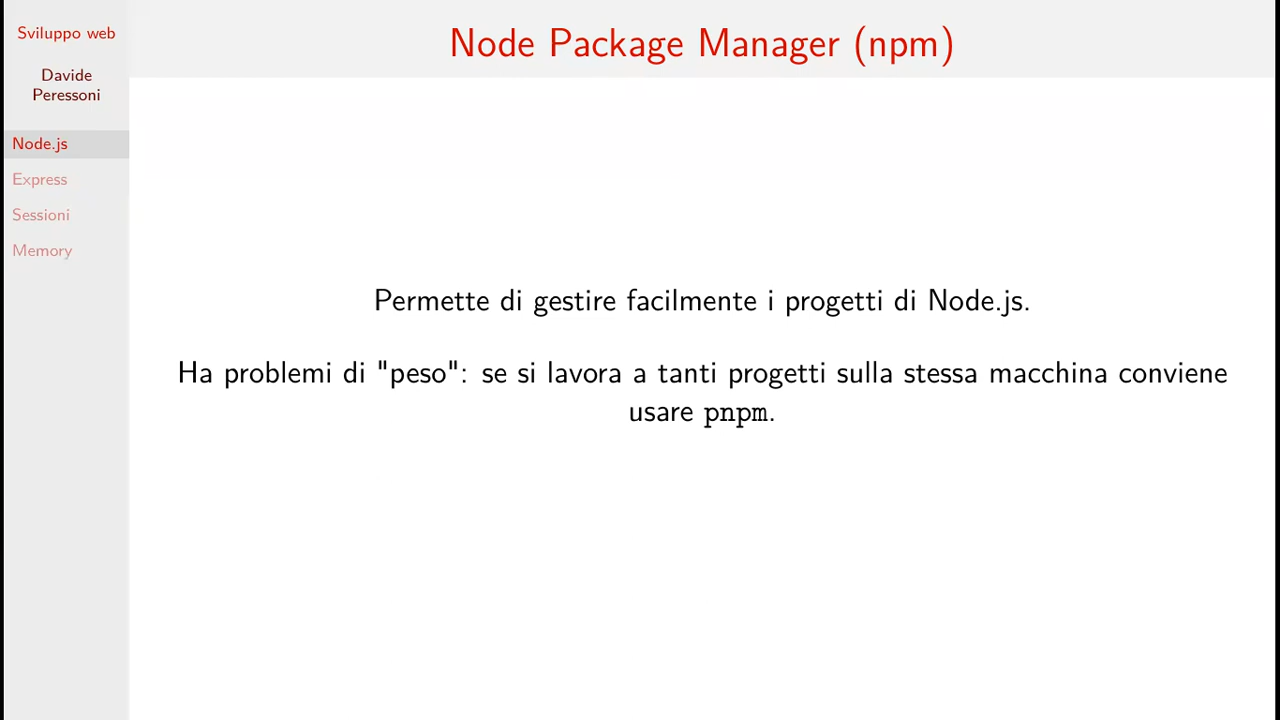 Sviluppo web
Davide
Peressoni
Node.js
Express
Sessioni
Memory
Node Package Manager (npm)
Permette di gestire facilmente i progetti di Node.js.
Ha problemi di "peso": se si lavora a tanti progetti sulla stessa macchina conviene
usare pnpm.